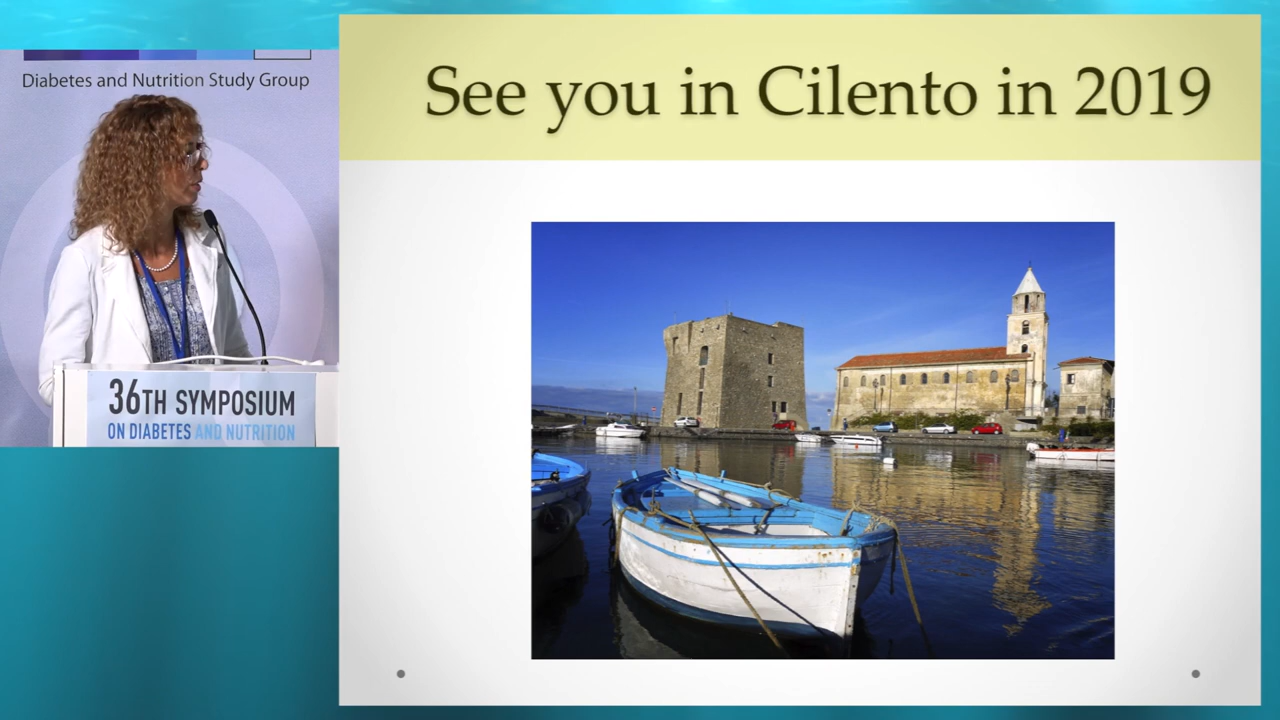 Diabetes and Nutrition Study Group
36TH SYMPOSIUM
ON DIABETES AND NUTRITION
See you in Cilento in 2019